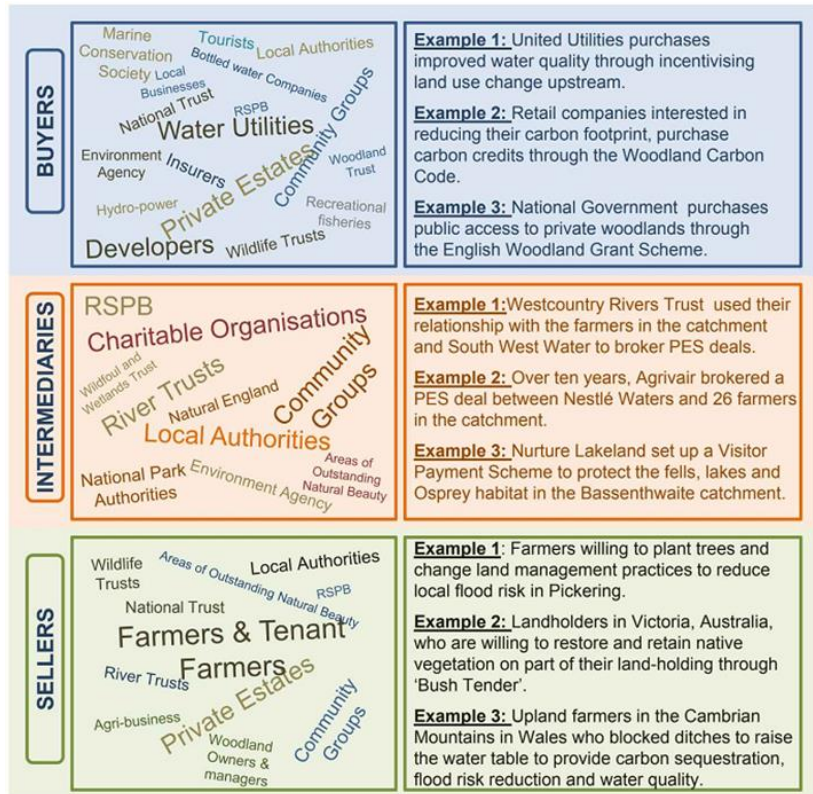 BUYERS
Marine
Conservation
Society
Tourists
Local Authorities
Bottled water Companies
Local
Businesses
National Trust
RSPB
Water Utilities
Community Groups
Environment
Agency
Insurers
Private Estates
Woodland
Trust
Hydro-power
Recreational
fisheries
Developers
Wildlife Trusts
Example 1: United Utilities purchases
improved water quality through incentivising
land use change upstream.
Example 2: Retail companies interested in
reducing their carbon footprint, purchase
carbon credits through the Woodland Carbon
Code.
Example 3: National Government purchases
public access to private woodlands through
the English Woodland Grant Scheme.
INTERMEDIARIES
RSPB
Charitable Organisations
Wildfoul and
Wetlands Trust
River Trusts
Natural England
Community
Groups
Local Authorities
National Park
Authorities
Environment Agency
Areas of
Outstanding
Natural Beauty
Example 1:Westcountry Rivers Trust used their
relationship with the farmers in the catchment
and South West Water to broker PES deals.
Example 2: Over ten years, Agrivair brokered a
PES deal between Nestlé Waters and 26 farmers
in the catchment.
Example 3: Nurture Lakeland set up a Visitor
Payment Scheme to protect the fells, lakes and
Osprey habitat in the Bassenthwaite catchment.
SELLERS
Wildlife
Trusts
Areas of Outstanding Natural Beauty
Local Authorities
RSPB
National Trust
Farmers & Tenant
Farmers
River Trusts
Private Estates
Agri-business
Community
Groups
Woodland
Owners &
managers
Example 1: Farmers willing to plant trees and
change land management practices to reduce
local flood risk in Pickering.
Example 2: Landholders in Victoria, Australia,
who are willing to restore and retain native
vegetation on part of their land-holding through
‘Bush Tender’.
Example 3: Upland farmers in the Cambrian
Mountains in Wales who blocked ditches to raise
the water table to provide carbon sequestration,
flood risk reduction and water quality.